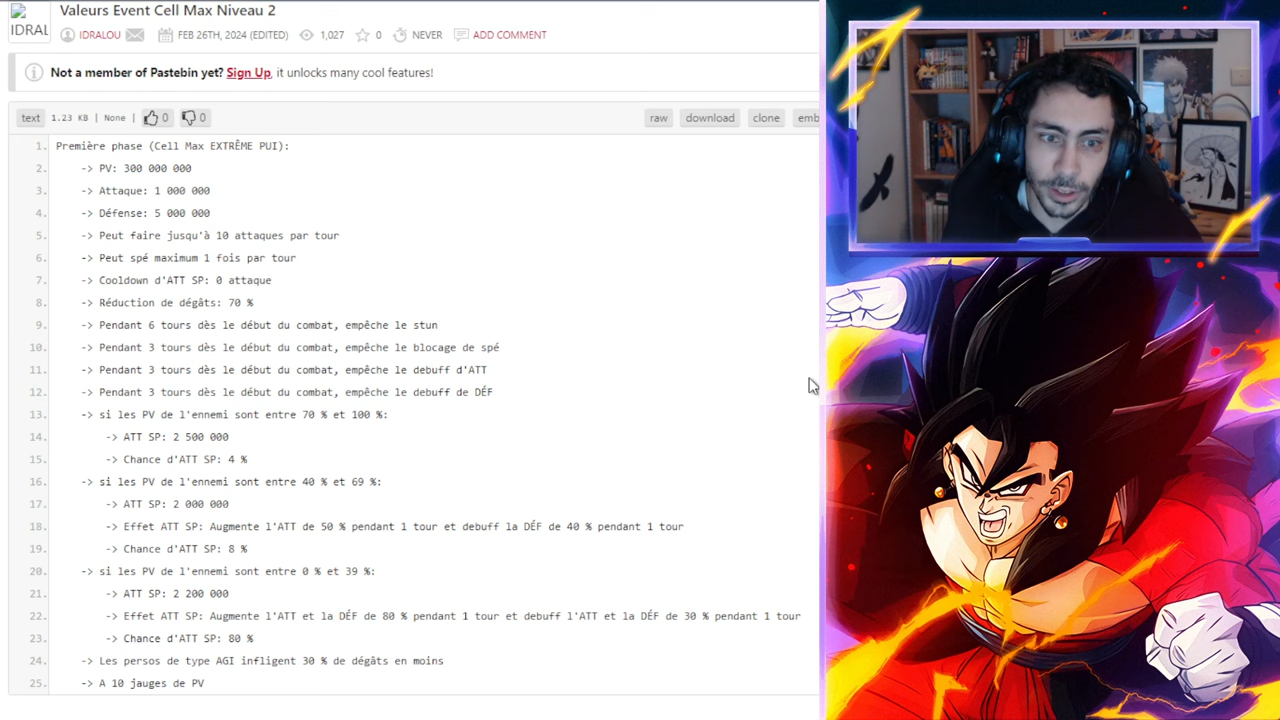 Valeurs Event Cell Max Niveau 2
IDRAL
IDRALOU FEB 26TH, 2024 (EDITED) 1,027 0 NEVER ADD COMMENT
Not a member of Pastebin yet? Sign Up, it unlocks many cool features!
text 1.23 KB | None | 0 0 raw download clone emb
1. Première phase (Cell Max EXTRÊME PUI):
2. -> PV: 300 000 000
3. -> Attaque: 1 000 000
4. -> Défense: 5 000 000
5. -> Peut faire jusqu'à 10 attaques par tour
6. -> Peut spé maximum 1 fois par tour
7. -> Cooldown d'ATT SP: 0 attaque
8. -> Réduction de dégâts: 70 %
9. -> Pendant 6 tours dès le début du combat, empêche le stun
10. -> Pendant 3 tours dès le début du combat, empêche le blocage de spé
11. -> Pendant 3 tours dès le début du combat, empêche le debuff d'ATT
12. -> Pendant 3 tours dès le début du combat, empêche le debuff de DÉF
13. -> si les PV de l'ennemi sont entre 70 % et 100 %:
14. -> ATT SP: 2 500 000
15. -> Chance d'ATT SP: 4 %
16. -> si les PV de l'ennemi sont entre 40 % et 69 %:
17. -> ATT SP: 2 000 000
18. -> Effet ATT SP: Augmente l'ATT de 50 % pendant 1 tour et debuff la DÉF de 40 % pendant 1 tour
19. -> Chance d'ATT SP: 8 %
20. -> si les PV de l'ennemi sont entre 0 % et 39 %:
21. -> ATT SP: 2 200 000
22. -> Effet ATT SP: Augmente l'ATT et la DÉF de 80 % pendant 1 tour et debuff l'ATT et la DÉF de 30 % pendant 1 tour
23. -> Chance d'ATT SP: 80 %
24. -> Les persos de type AGI infligent 30 % de dégâts en moins
25. -> A 10 jauges de PV